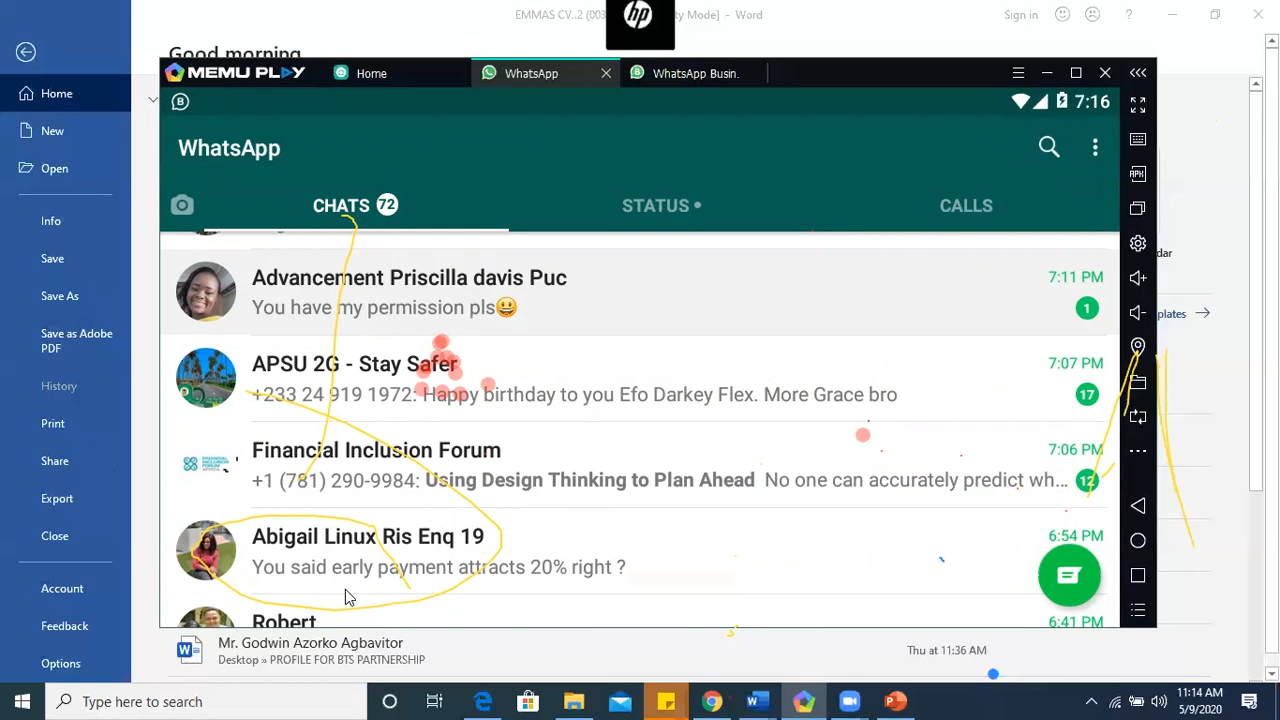 EMMAS CV..2 (003
ty Mode] - Word
Sign in
?
Good morning
Home
New
Open
Info
Save
Save As
Save as Adobe
PDF
History
Print
Share
Export
Close
Account
Feedback
Options
MEMU PLAY
Home
WhatsApp
WhatsApp Busin.
7:16
WhatsApp
CHATS 72
STATUS •
CALLS
Advancement Priscilla davis Puc
7:11 PM
You have my permission pls😃
1
APSU 2G - Stay Safer
7:07 PM
+233 24 919 1972: Happy birthday to you Efo Darkey Flex. More Grace bro
17
Financial Inclusion Forum
7:06 PM
+1 (781) 290-9984: Using Design Thinking to Plan Ahead No one can accurately predict wh...
12
Abigail Linux Ris Enq 19
6:54 PM
You said early payment attracts 20% right ?
Robert
6:41 PM
dar
plates
Mr. Godwin Azorko Agbavitor
Desktop » PROFILE FOR BTS PARTNERSHIP
Thu at 11:36 AM
Type here to search
11:14 AM
5/9/2020